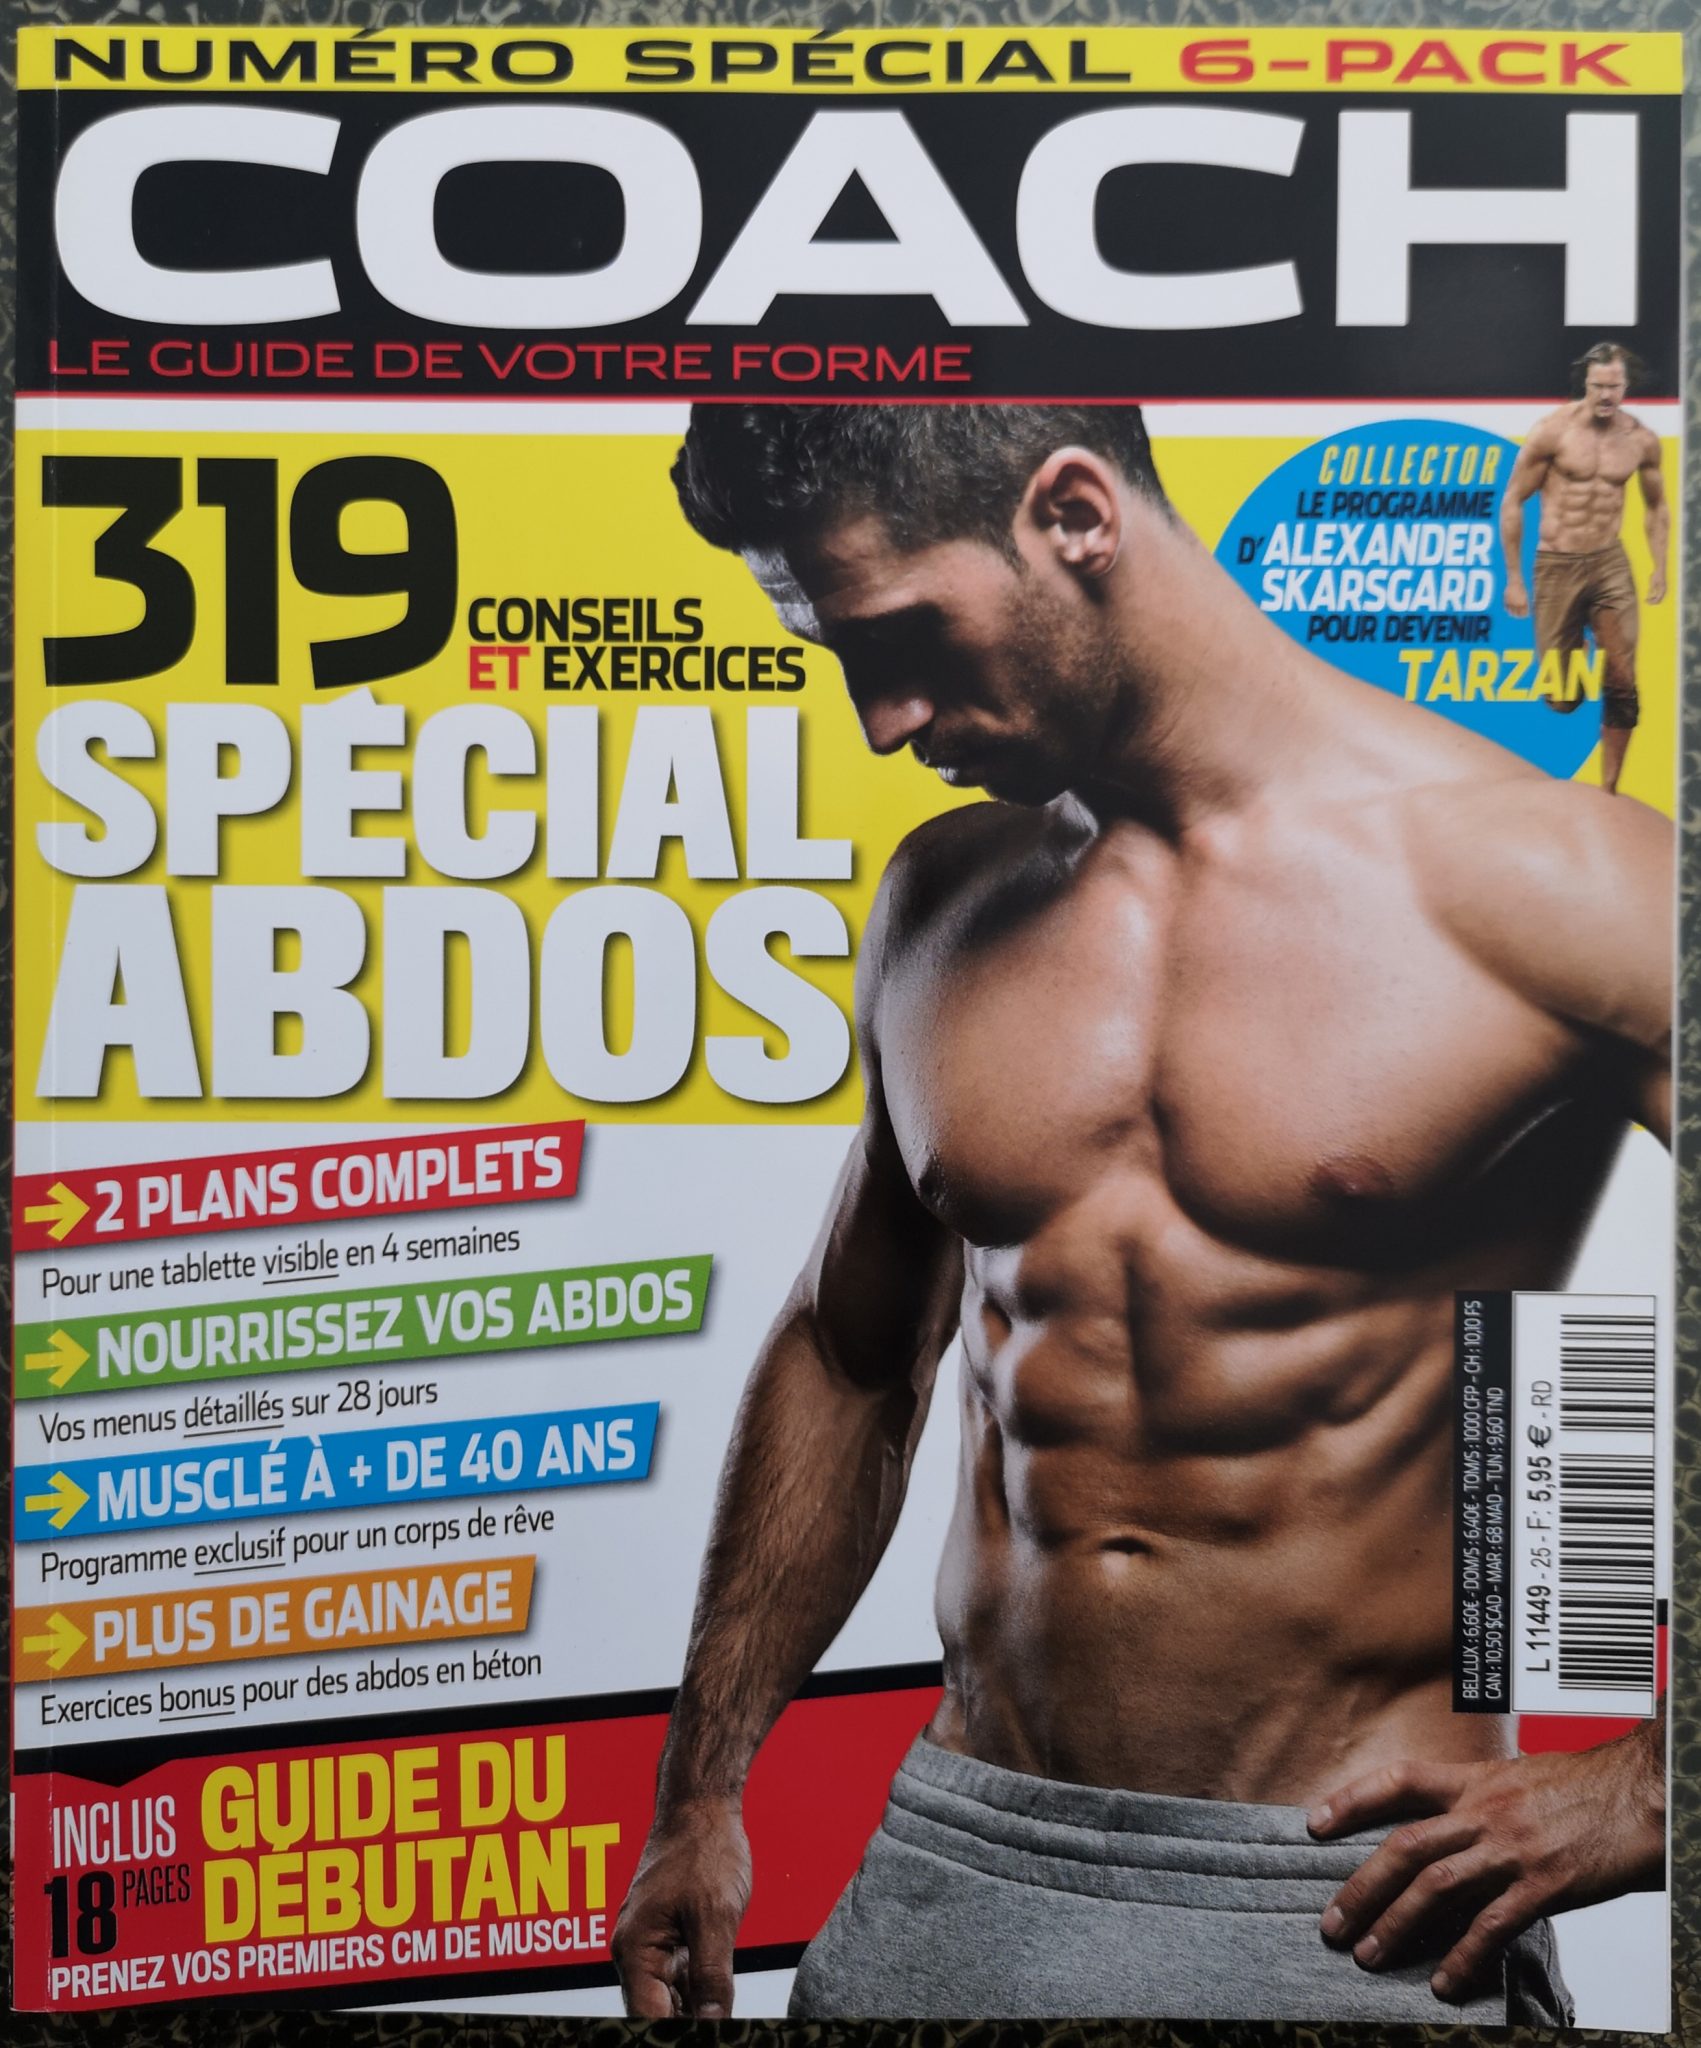 NUMÉRO SPÉCIAL 6-PACK
COACH
LE GUIDE DE VOTRE FORME
COLLECTOR
LE PROGRAMME
D'ALEXANDER
SKARSGARD
POUR DEVENIR
TARZAN
319
CONSEILS
ET EXERCICES
SPÉCIAL
ABDOS
2 PLANS COMPLETS
Pour une tablette visible en 4 semaines
NOURRISSEZ VOS ABDOS
Vos menus détaillés sur 28 jours
MUSCLÉ À + DE 40 ANS
Programme exclusif pour un corps de rêve
PLUS DE GAINAGE
Exercices bonus pour des abdos en béton
INCLUS
18 PAGES
GUIDE DU
DÉBUTANT
PRENEZ VOS PREMIERS CM DE MUSCLE
BEL/LUX : 6,60€ - DOM/S : 6,40€ - TOM/S : 1000 CFP - CH : 10,10 FS
CAN : 10,50 $CAD - MAR : 68 MAD - TUN : 9,60 TND
L 11449 - 25 - F: 5,95 € - RD